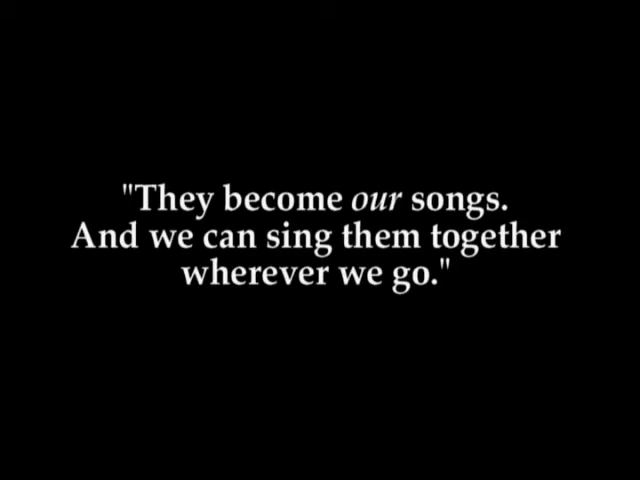 "They become our songs.
And we can sing them together
wherever we go."